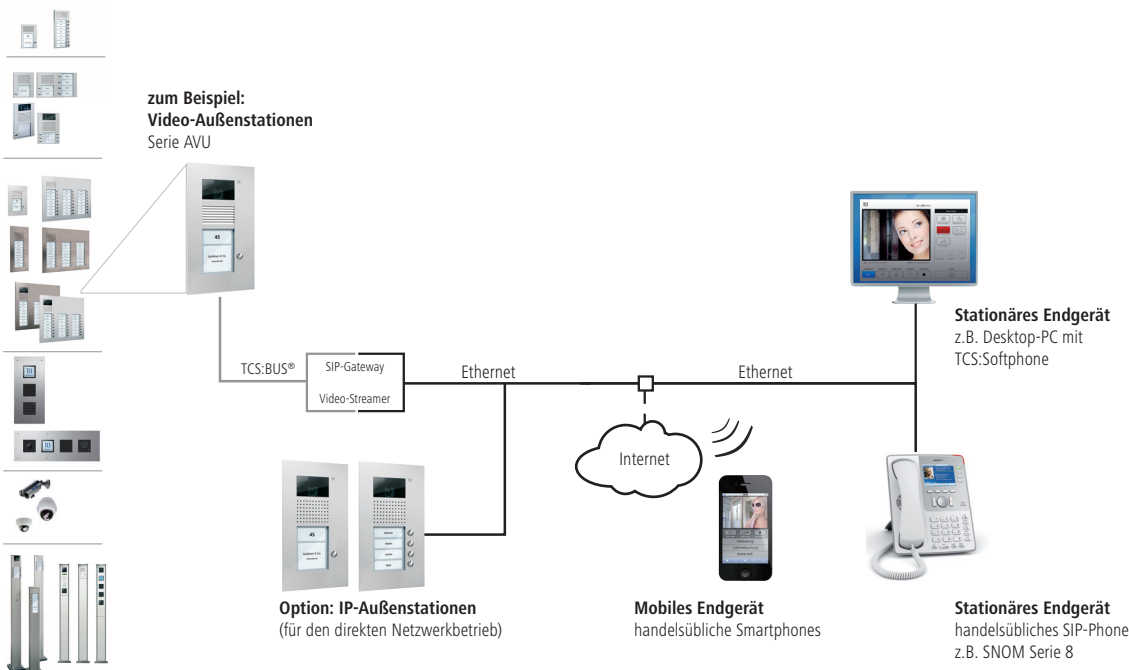 zum Beispiel:
Video-Außenstationen
Serie AVU
45
TCS:BUS®
SIP-Gateway
Video-Streamer
Ethernet
Ethernet
Internet
Stationäres Endgerät
z.B. Desktop-PC mit
TCS:Softphone
45
Option: IP-Außenstationen
(für den direkten Netzwerkbetrieb)
Mobiles Endgerät
handelsübliche Smartphones
Stationäres Endgerät
handelsübliches SIP-Phone
z.B. SNOM Serie 8